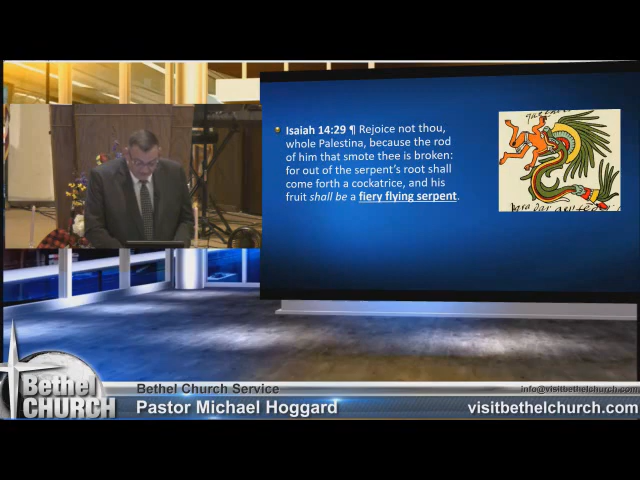 Isaiah 14:29 ¶ Rejoice not thou,
whole Palestina, because the rod
of him that smote thee is broken:
for out of the serpent's root shall
come forth a cockatrice, and his
fruit shall be a fiery flying serpent.
Bethel
CHURCH
Bethel Church Service
info@visitbethelchurch.com
Pastor Michael Hoggard
visitbethelchurch.com